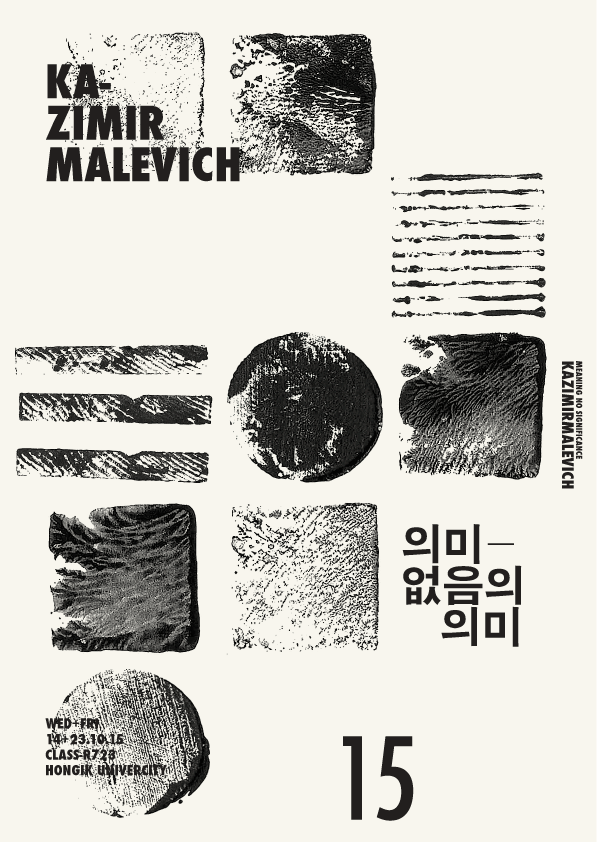 KA-
ZIMIR
MALEVICH
MEANING NO SIGNIFICANCE
KAZIMIRMALEVICH
의미—
없음의
의미
WED+FRI
14+23.10.15
CLASS-R723
HONGIK UNIVERCITY
15